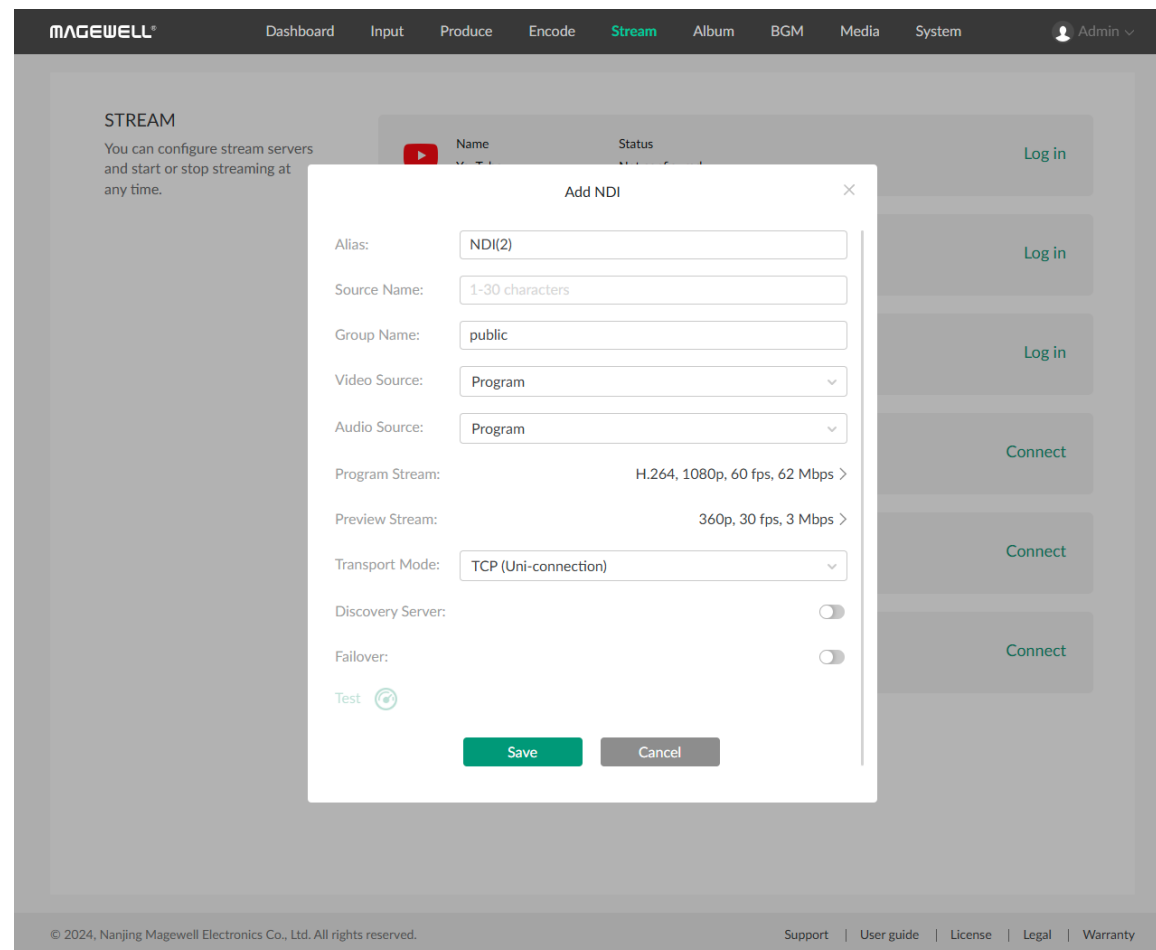 MAGEWELL®
Dashboard Input Produce Encode Stream Album BGM Media System Admin
STREAM
You can configure stream servers
and start or stop streaming at
any time.
Name Status
Log in
Add NDI
Alias: NDI(2)
Log in
Source Name: 1-30 characters
Group Name: public
Log in
Video Source: Program
Audio Source: Program
Connect
Program Stream: H.264, 1080p, 60 fps, 62 Mbps >
Preview Stream: 360p, 30 fps, 3 Mbps >
Connect
Transport Mode: TCP (Uni-connection)
Discovery Server:
Failover:
Connect
Test
Save Cancel
© 2024, Nanjing Magewell Electronics Co., Ltd. All rights reserved. Support | User guide | License | Legal | Warranty